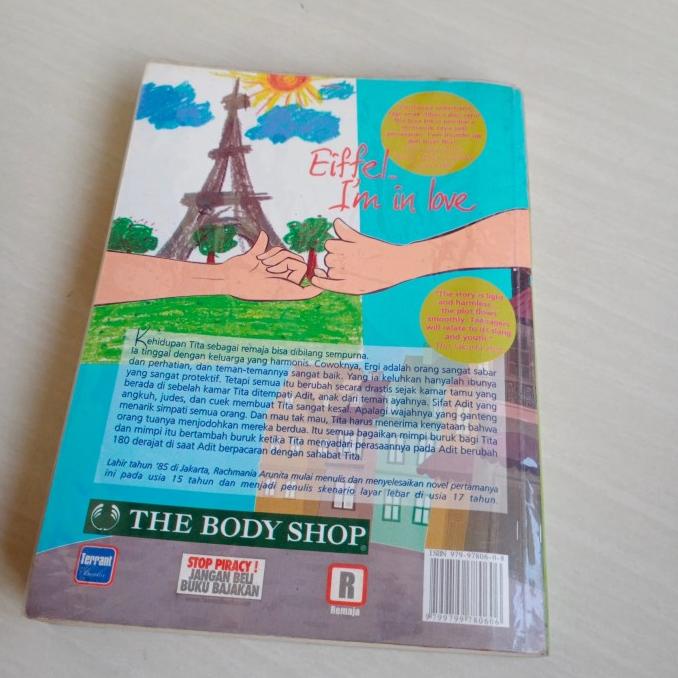 Eiffel..
I'm in love
"The story is light
and harmless
the plot flows
smoothly. Teenagers
will relate to its slang
and youth."
Kehidupan Tita sebagai remaja bisa dibilang sempurna.
Ia tinggal dengan keluarga yang harmonis. Cowoknya, Ergi adalah orang sangat sabar
dan perhatian, dan teman-temannya sangat baik. Yang ia keluhkan hanyalah ibunya
yang sangat protektif. Tetapi semua itu berubah secara drastis sejak kamar tamu yang
berada di sebelah kamar Tita ditempati Adit, anak dari teman ayahnya. Sifat Adit yang
angkuh, judes, dan cuek membuat Tita sangat kesal. Apalagi wajahnya yang ganteng
menarik simpati semua orang. Dan mau tak mau, Tita harus menerima kenyataan bahwa
orang tuanya menjodohkan mereka berdua. Itu semua bagaikan mimpi buruk bagi Tita
dan mimpi itu bertambah buruk ketika Tita menyadari perasaannya pada Adit berubah
180 derajat di saat Adit berpacaran dengan sahabat Tita.
Lahir tahun '85 di Jakarta, Rachmania Arunita mulai menulis dan menyelesaikan novel pertamanya
ini pada usia 15 tahun dan menjadi penulis skenario layar lebar di usia 17 tahun
THE BODY SHOP
Terrant
Books
STOP PIRACY !
JANGAN BELI
BUKU BAJAKAN
R
Remaja
ISBN 979-97806-0-8
9 799799 780606